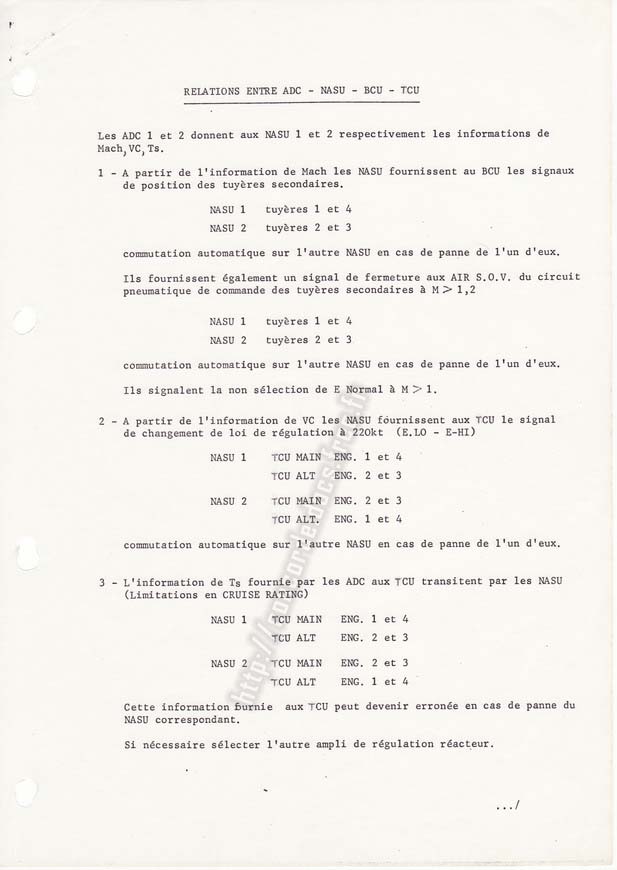 RELATIONS ENTRE ADC - NASU - BCU - TCU
Les ADC 1 et 2 donnent aux NASU 1 et 2 respectivement les informations de
Mach, VC, Ts.
1 - A partir de l'information de Mach les NASU fournissent au BCU les signaux
de position des tuyères secondaires.
NASU 1 tuyères 1 et 4
NASU 2 tuyères 2 et 3
commutation automatique sur l'autre NASU en cas de panne de l'un d'eux.
Ils fournissent également un signal de fermeture aux AIR S.O.V. du circuit
pneumatique de commande des tuyères secondaires à M > 1,2
NASU 1 tuyères 1 et 4
NASU 2 tuyères 2 et 3
commutation automatique sur l'autre NASU en cas de panne de l'un d'eux.
Ils signalent la non sélection de E Normal à M > 1.
2 - A partir de l'information de VC les NASU fournissent aux TCU le signal
de changement de loi de régulation à 220kt (E.LO - E-HI)
NASU 1 TCU MAIN ENG. 1 et 4
TCU ALT ENG. 2 et 3
NASU 2 TCU MAIN ENG. 2 et 3
TCU ALT. ENG. 1 et 4
commutation automatique sur l'autre NASU en cas de panne de l'un d'eux.
3 - L'information de Ts fournie par les ADC aux TCU transitent par les NASU
(Limitations en CRUISE RATING)
NASU 1 TCU MAIN ENG. 1 et 4
TCU ALT ENG. 2 et 3
NASU 2 TCU MAIN ENG. 2 et 3
TCU ALT ENG. 1 et 4
Cette information burnie aux TCU peut devenir erronée en cas de panne du
NASU correspondant.
Si nécessaire sélecter l'autre ampli de régulation réacteur.
.../